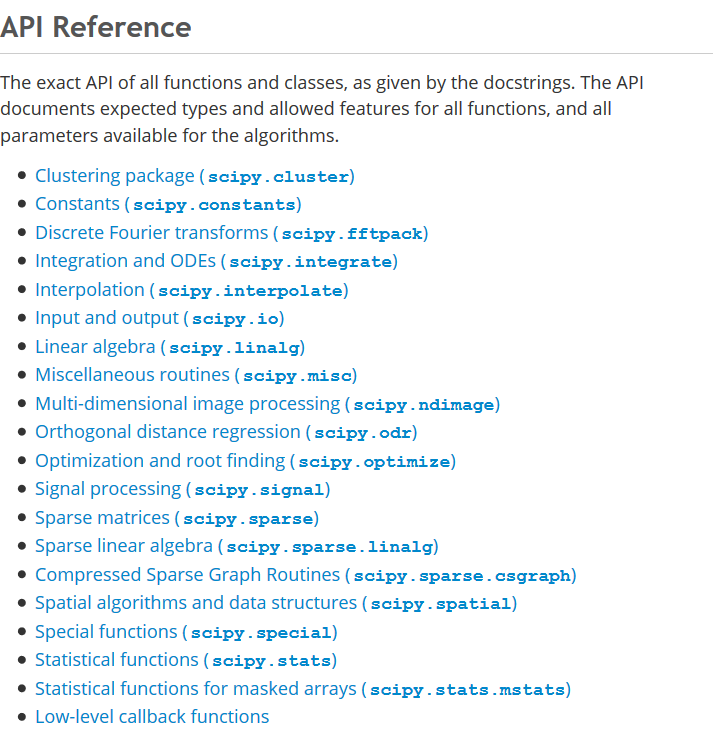 API Reference
The exact API of all functions and classes, as given by the docstrings. The API
documents expected types and allowed features for all functions, and all
parameters available for the algorithms.
Clustering package (scipy.cluster)
Constants (scipy.constants)
Discrete Fourier transforms (scipy.fftpack)
Integration and ODEs (scipy.integrate)
Interpolation (scipy.interpolate)
Input and output (scipy.io)
Linear algebra (scipy.linalg)
Miscellaneous routines (scipy.misc)
Multi-dimensional image processing (scipy.ndimage)
Orthogonal distance regression (scipy.odr)
Optimization and root finding (scipy.optimize)
Signal processing (scipy.signal)
Sparse matrices (scipy.sparse)
Sparse linear algebra (scipy.sparse.linalg)
Compressed Sparse Graph Routines (scipy.sparse.csgraph)
Spatial algorithms and data structures (scipy.spatial)
Special functions (scipy.special)
Statistical functions (scipy.stats)
Statistical functions for masked arrays (scipy.stats.mstats)
Low-level callback functions